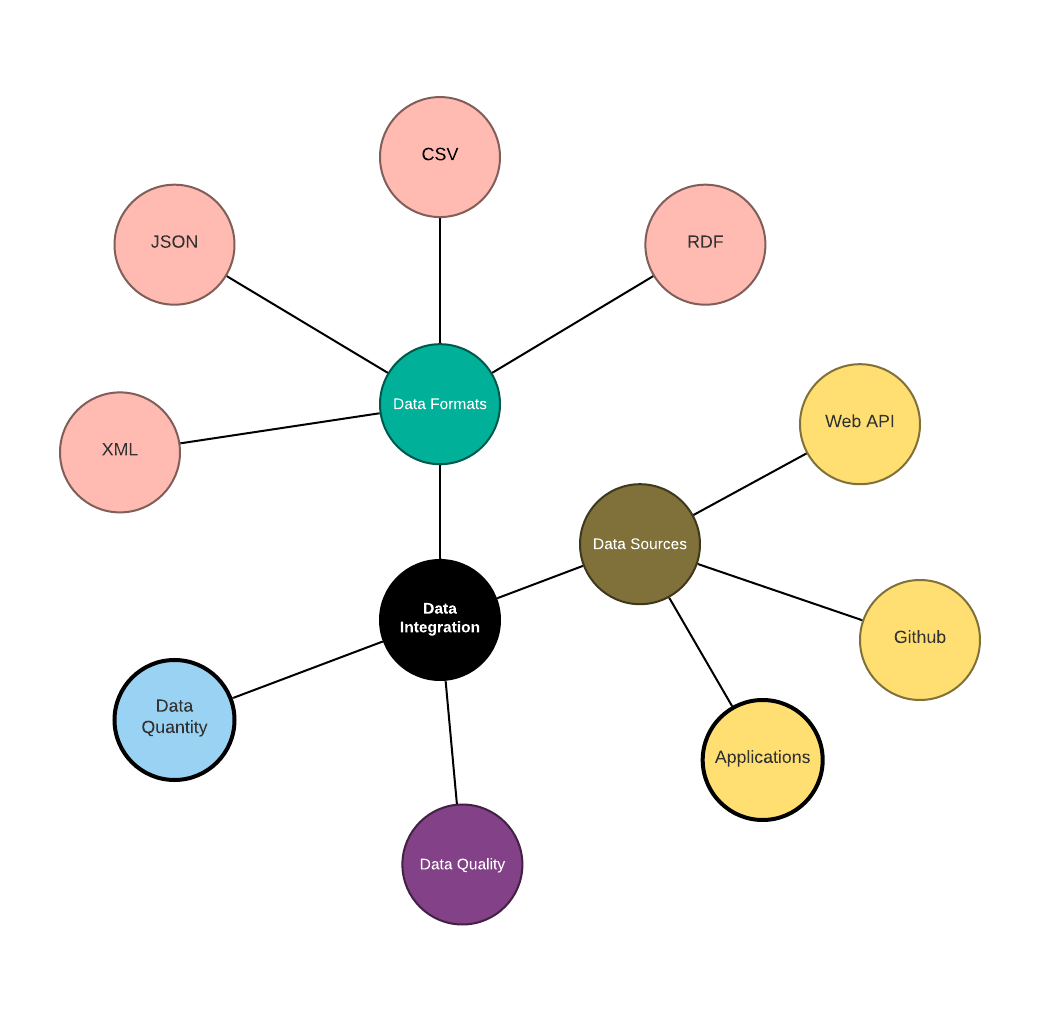 CSV
JSON
RDF
Data Formats
Web API
XML
Data Sources
Data
Integration
Github
Data
Quantity
Applications
Data Quality